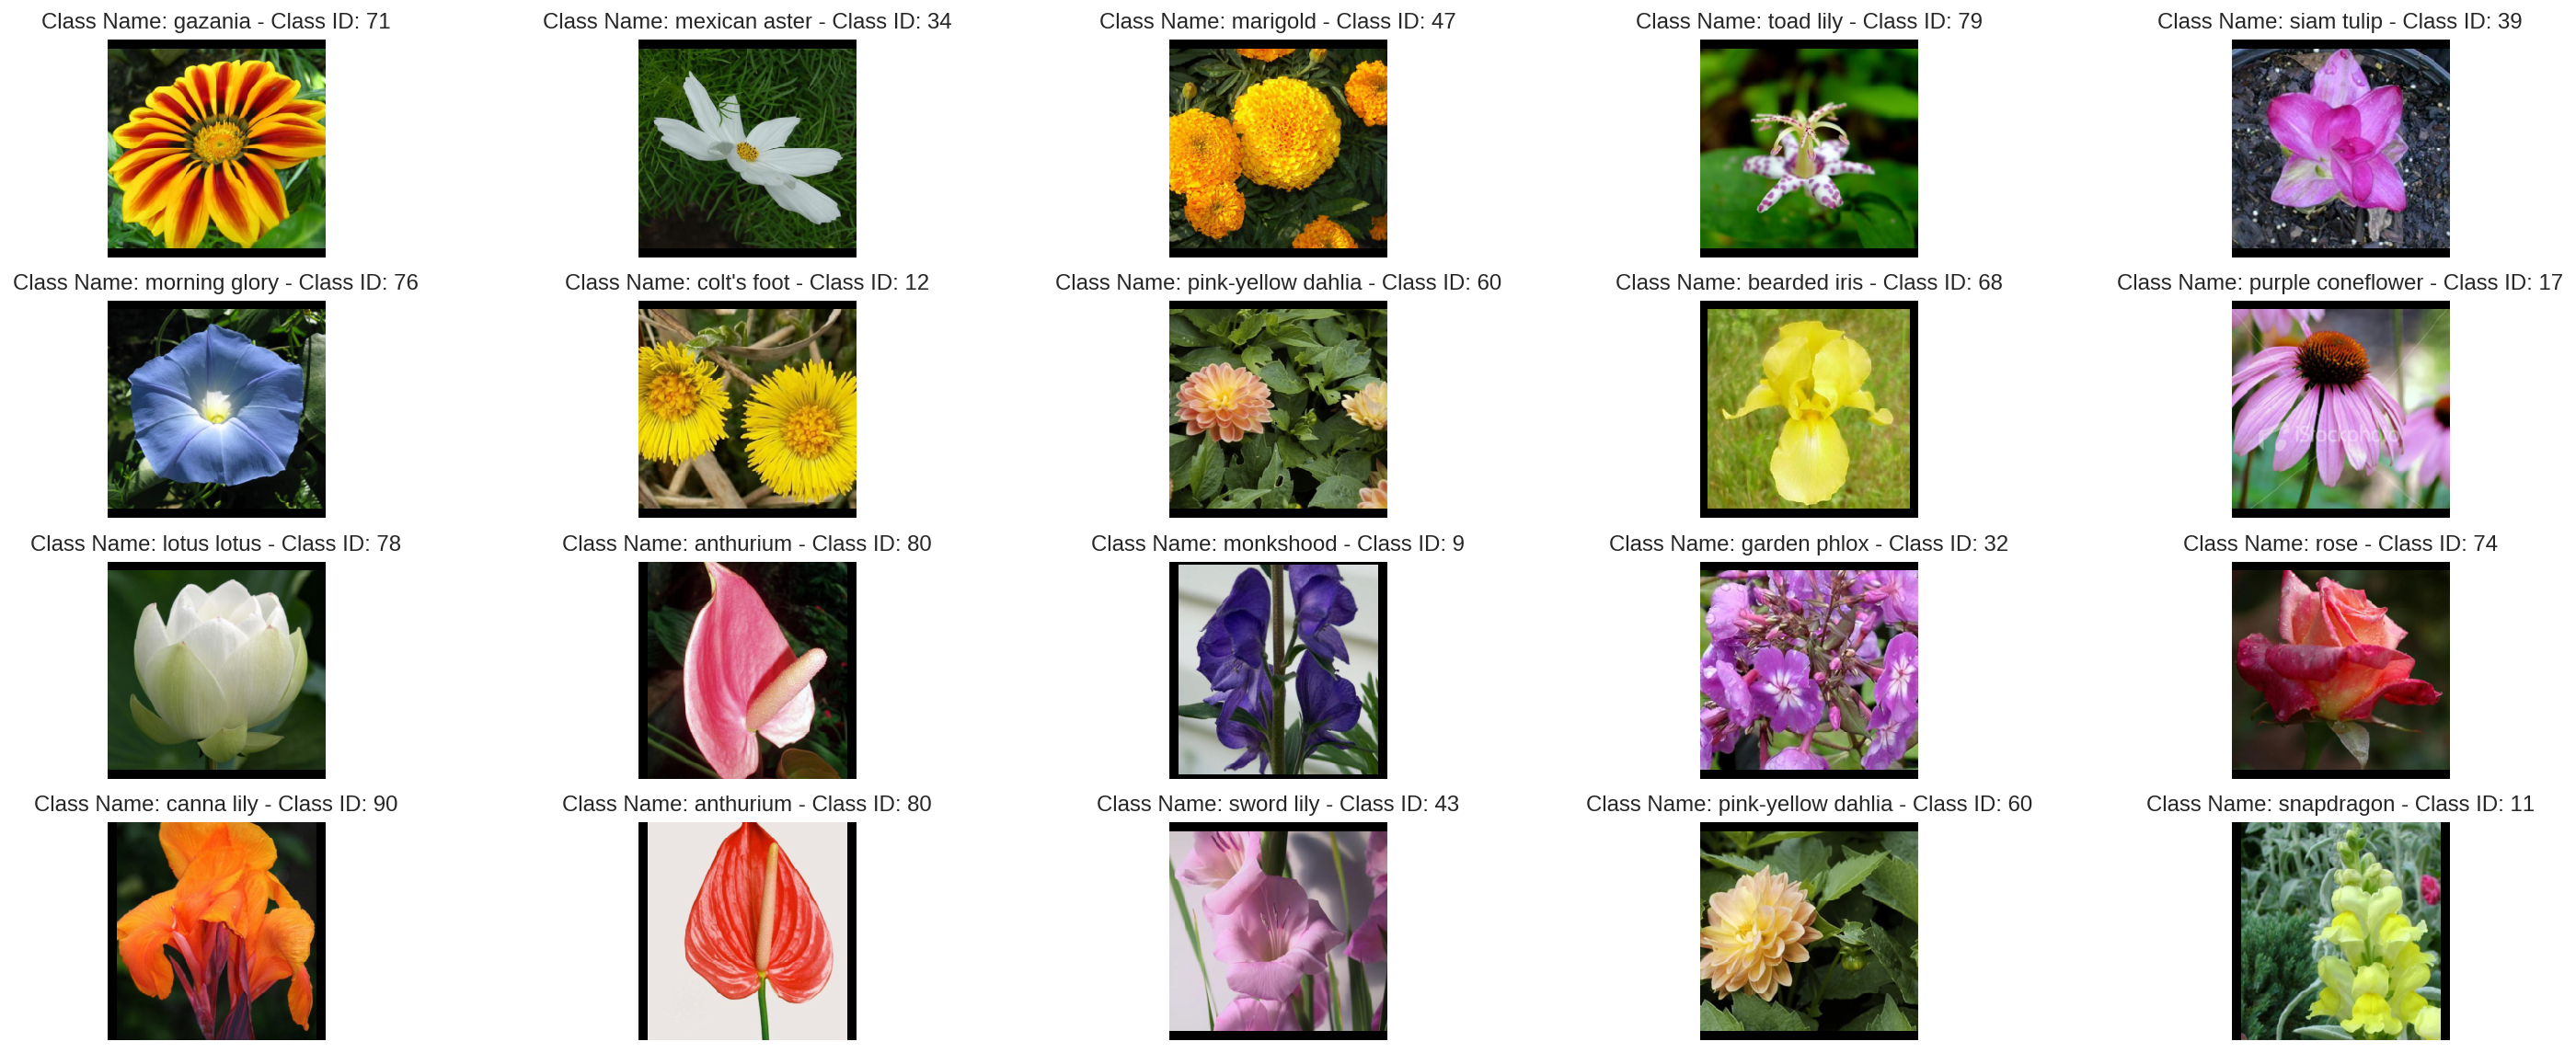 Class Name: gazania - Class ID: 71
Class Name: mexican aster - Class ID: 34
Class Name: marigold - Class ID: 47
Class Name: toad lily - Class ID: 79
Class Name: siam tulip - Class ID: 39
Class Name: morning glory - Class ID: 76
Class Name: colt's foot - Class ID: 12
Class Name: pink-yellow dahlia - Class ID: 60
Class Name: bearded iris - Class ID: 68
Class Name: purple coneflower - Class ID: 17
iStockphoto
Class Name: lotus lotus - Class ID: 78
Class Name: anthurium - Class ID: 80
Class Name: monkshood - Class ID: 9
Class Name: garden phlox - Class ID: 32
Class Name: rose - Class ID: 74
Class Name: canna lily - Class ID: 90
Class Name: anthurium - Class ID: 80
Class Name: sword lily - Class ID: 43
Class Name: pink-yellow dahlia - Class ID: 60
Class Name: snapdragon - Class ID: 11